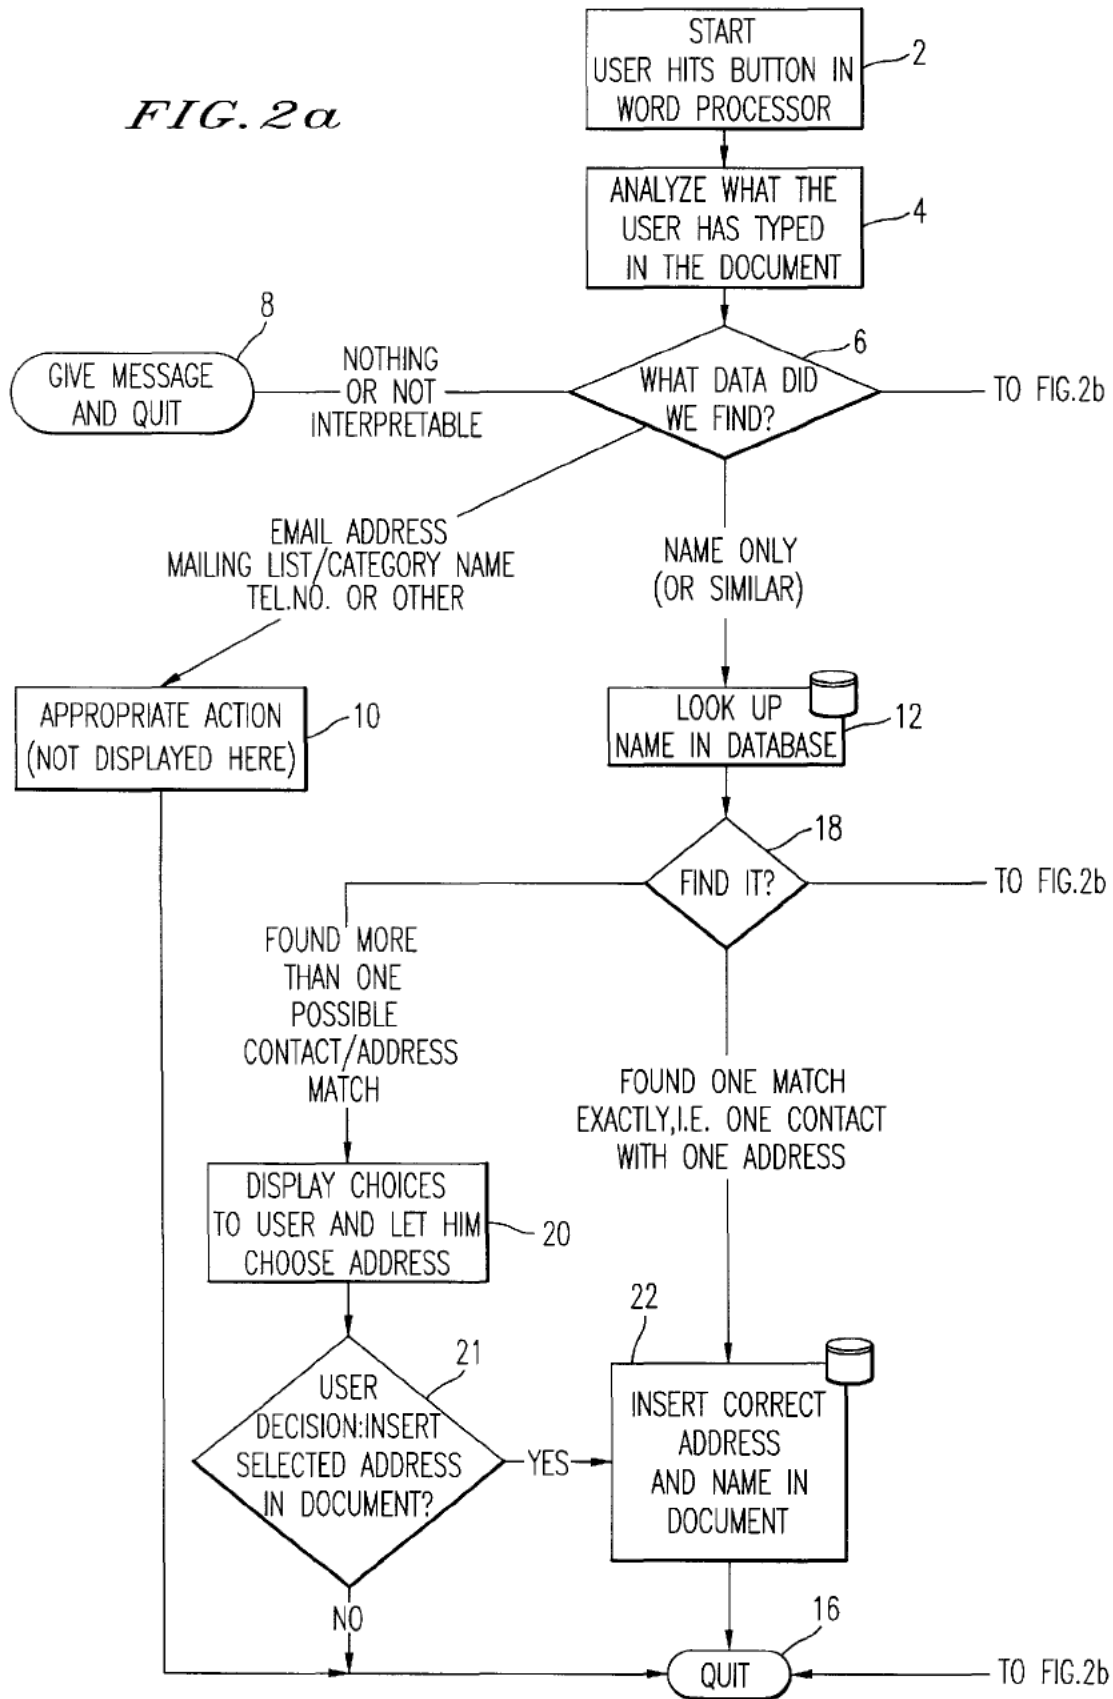 FIG. 2a
START
USER HITS BUTTON IN
WORD PROCESSOR
2
ANALYZE WHAT THE
USER HAS TYPED
IN THE DOCUMENT
4
8
GIVE MESSAGE
AND QUIT
NOTHING
OR NOT
INTERPRETABLE
6
WHAT DATA DID
WE FIND?
TO FIG.2b
EMAIL ADDRESS
MAILING LIST/CATEGORY NAME
TEL.NO. OR OTHER
NAME ONLY
(OR SIMILAR)
APPROPRIATE ACTION
(NOT DISPLAYED HERE)
10
LOOK UP
NAME IN DATABASE
12
18
FIND IT?
TO FIG.2b
FOUND MORE
THAN ONE
POSSIBLE
CONTACT/ADDRESS
MATCH
FOUND ONE MATCH
EXACTLY,I.E. ONE CONTACT
WITH ONE ADDRESS
DISPLAY CHOICES
TO USER AND LET HIM
CHOOSE ADDRESS
20
21
USER
DECISION:INSERT
SELECTED ADDRESS
IN DOCUMENT?
YES
22
INSERT CORRECT
ADDRESS
AND NAME IN
DOCUMENT
NO
16
QUIT
TO FIG.2b